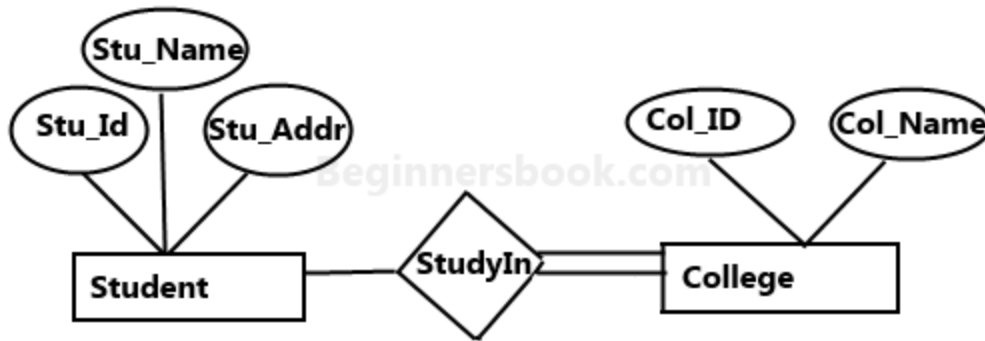 Stu_Name
Stu_Id
Stu_Addr
Col_ID
Col_Name
Beginnersbook.com
Student
StudyIn
College